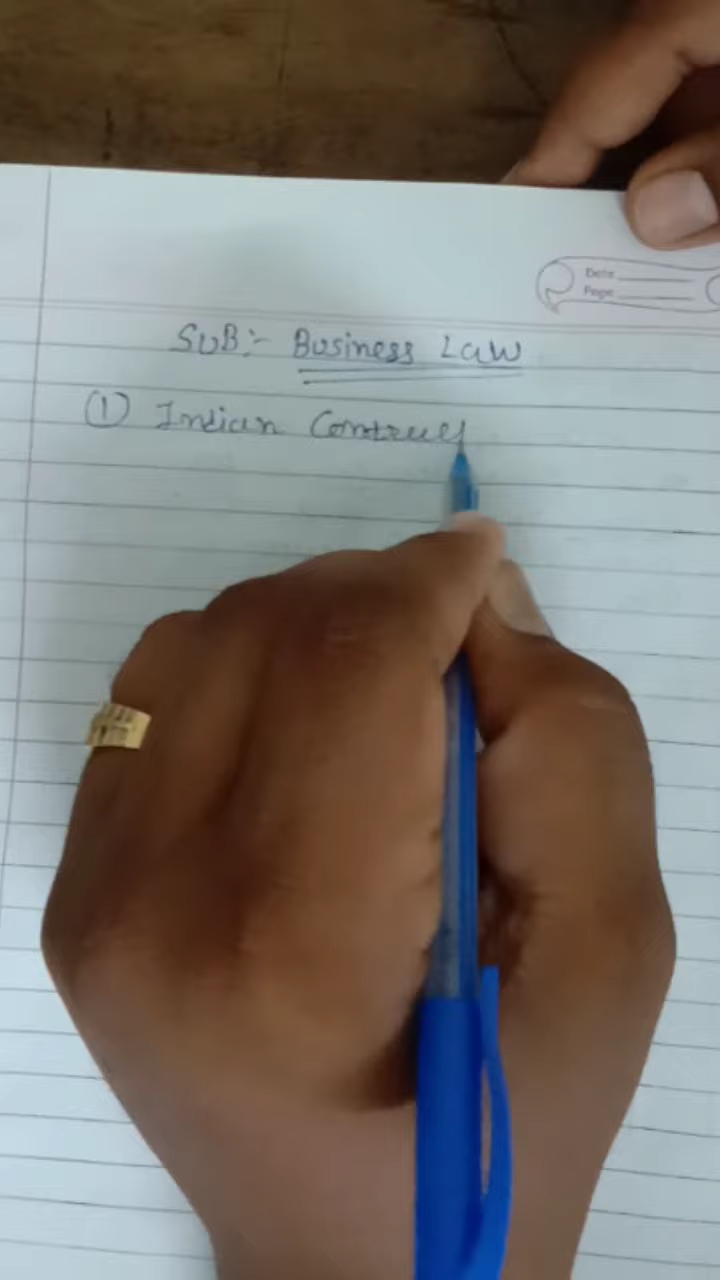 Date
Page
SUB:- Business Law
① Indian Contract